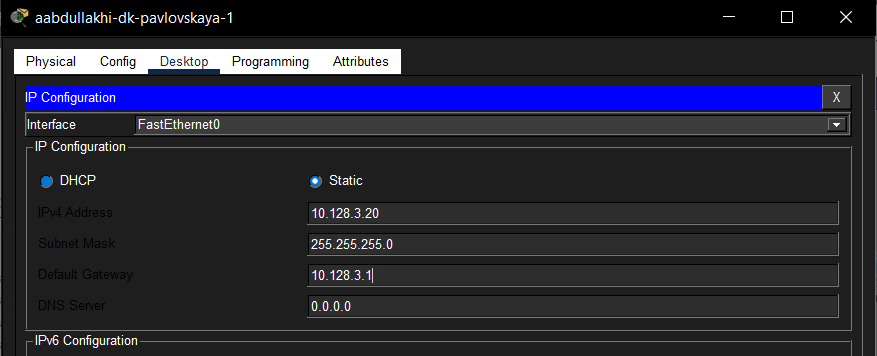 aabdullakhi-dk-pavlovskaya-1
Physical Config Desktop Programming Attributes
IP Configuration X
Interface FastEthernet0
IP Configuration
DHCP Static
IPv4 Address 10.128.3.20
Subnet Mask 255.255.255.0
Default Gateway 10.128.3.1
DNS Server 0.0.0.0
IPv6 Configuration